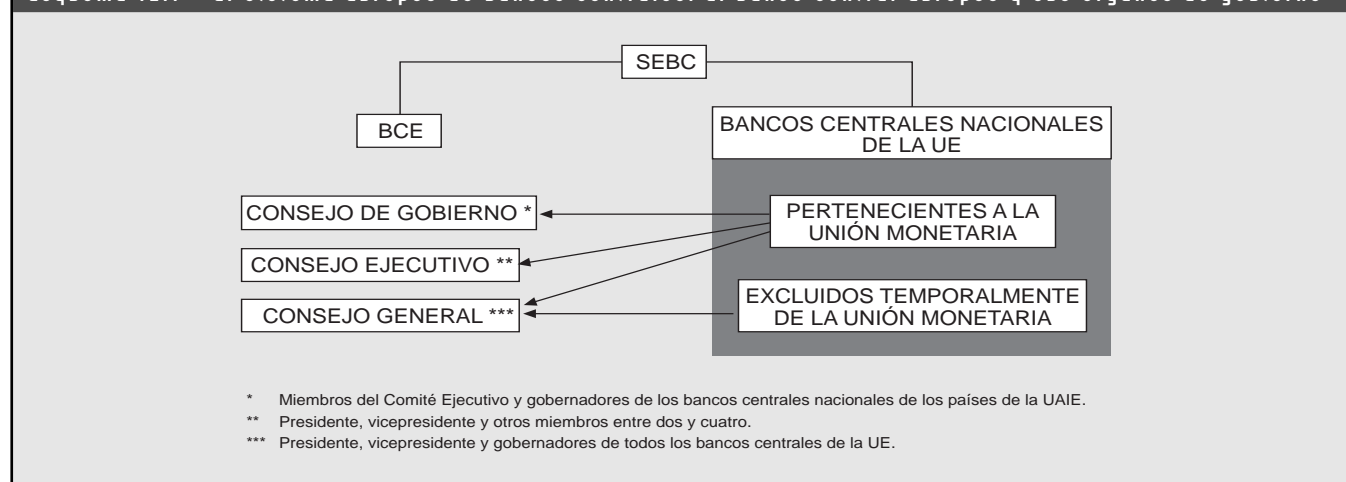 SEBC
BCE
BANCOS CENTRALES NACIONALES
DE LA UE
CONSEJO DE GOBIERNO *
PERTENECIENTES A LA
UNIÓN MONETARIA
CONSEJO EJECUTIVO **
CONSEJO GENERAL ***
EXCLUIDOS TEMPORALMENTE
DE LA UNIÓN MONETARIA
* Miembros del Comité Ejecutivo y gobernadores de los bancos centrales nacionales de los países de la UAIE.
** Presidente, vicepresidente y otros miembros entre dos y cuatro.
*** Presidente, vicepresidente y gobernadores de todos los bancos centrales de la UE.